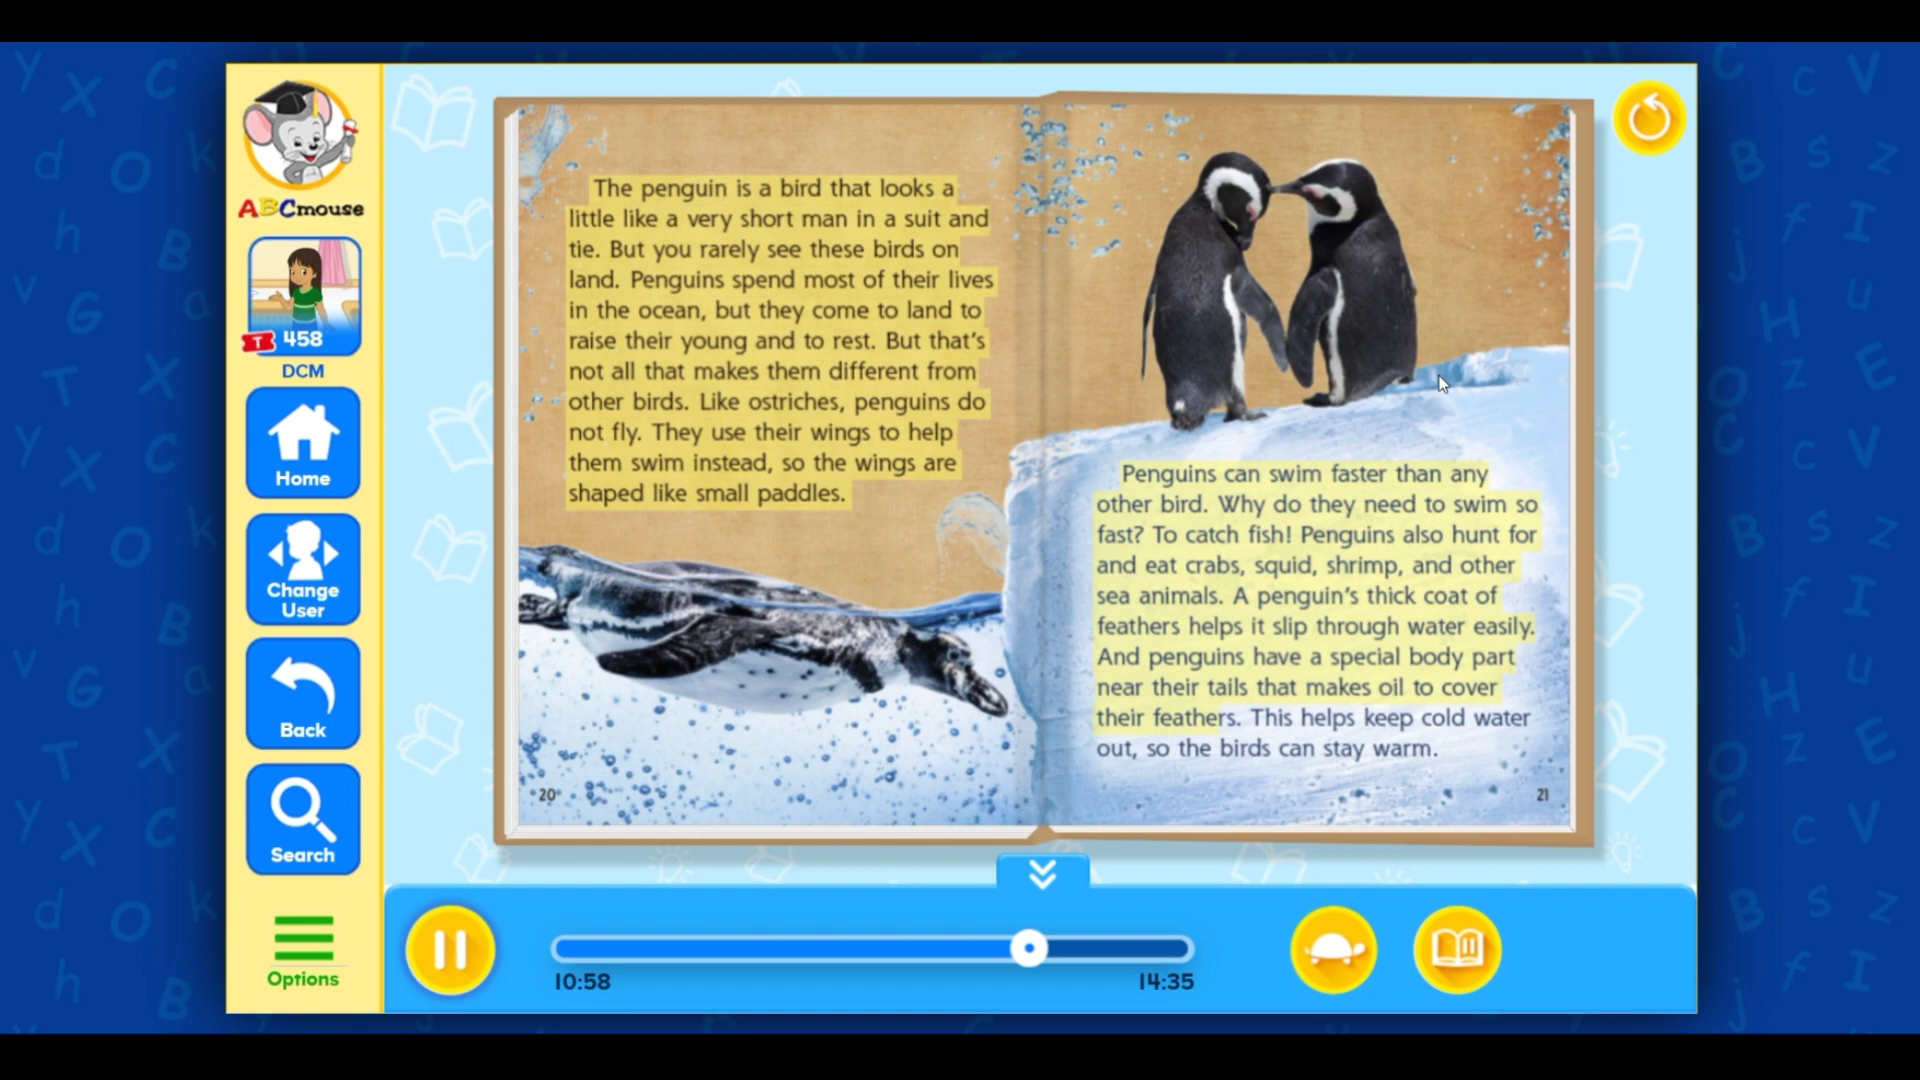 ABCmouse
T 458
DCM
Home
Change
User
Back
Search
Options
The penguin is a bird that looks a
little like a very short man in a suit and
tie. But you rarely see these birds on
land. Penguins spend most of their lives
in the ocean, but they come to land to
raise their young and to rest. But that's
not all that makes them different from
other birds. Like ostriches, penguins do
not fly. They use their wings to help
them swim instead, so the wings are
shaped like small paddles.
20
Penguins can swim faster than any
other bird. Why do they need to swim so
fast? To catch fish! Penguins also hunt for
and eat crabs, squid, shrimp, and other
sea animals. A penguin's thick coat of
feathers helps it slip through water easily.
And penguins have a special body part
near their tails that makes oil to cover
their feathers. This helps keep cold water
out, so the birds can stay warm.
21
10:58
14:35